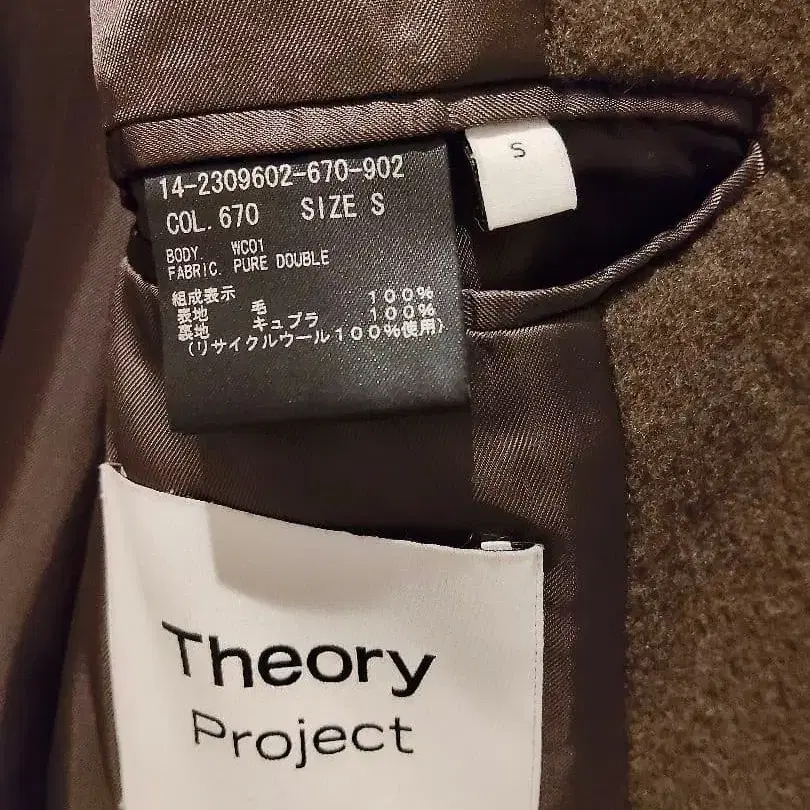 14-2309602-670-902
S
COL. 670 SIZE S
BODY. WC01
FABRIC. PURE DOUBLE
組成表示
表地 毛 100%
裏地 キュプラ 100%
(リサイクルウール100%使用)
Theory
Project